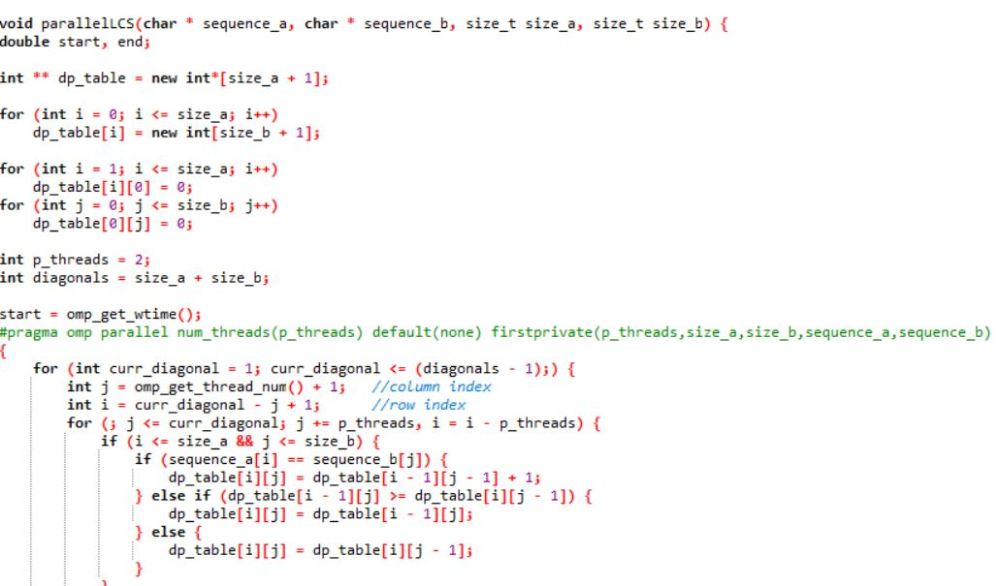 void parallelLCS(char * sequence_a, char * sequence_b, size_t size_a, size_t size_b) {
double start, end;
int ** dp_table = new int*[size_a + 1];
for (int i = 0; i <= size_a; i++)
dp_table[i] = new int[size_b + 1];
for (int i = 1; i <= size_a; i++)
dp_table[i][0] = 0;
for (int j = 0; j <= size_b; j++)
dp_table[0][j] = 0;
int p_threads = 2;
int diagonals = size_a + size_b;
start = omp_get_wtime();
#pragma omp parallel num_threads(p_threads) default(none) firstprivate(p_threads,size_a,size_b,sequence_a,sequence_b)
{
for (int curr_diagonal = 1; curr_diagonal <= (diagonals - 1);) {
int j = omp_get_thread_num() + 1; //column index
int i = curr_diagonal - j + 1; //row index
for (; j <= curr_diagonal; j += p_threads, i = i - p_threads) {
if (i <= size_a && j <= size_b) {
if (sequence_a[i] == sequence_b[j]) {
dp_table[i][j] = dp_table[i - 1][j - 1] + 1;
} else if (dp_table[i - 1][j] >= dp_table[i][j - 1]) {
dp_table[i][j] = dp_table[i - 1][j];
} else {
dp_table[i][j] = dp_table[i][j - 1];
}
}